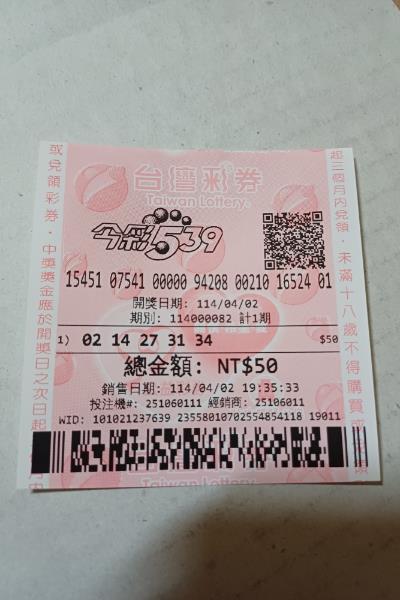 台灣彩券
Taiwan Lottery
今彩539
15451 07541 00000 94208 00210 16524 01
開獎日期: 114/04/02
期別: 114000082 計1期
1) 02 14 27 31 34 $50
總金額: NT$50
銷售日期: 114/04/02 19:35:33
投注機#: 251060111 經銷商: 25106011
WID: 101021237639 23558010702554854118 19011
Taiwan Lottery
或兌領彩券‧中獎獎金應於開獎日之次日起
起三個月內兌領‧未滿十八歲不得購買或